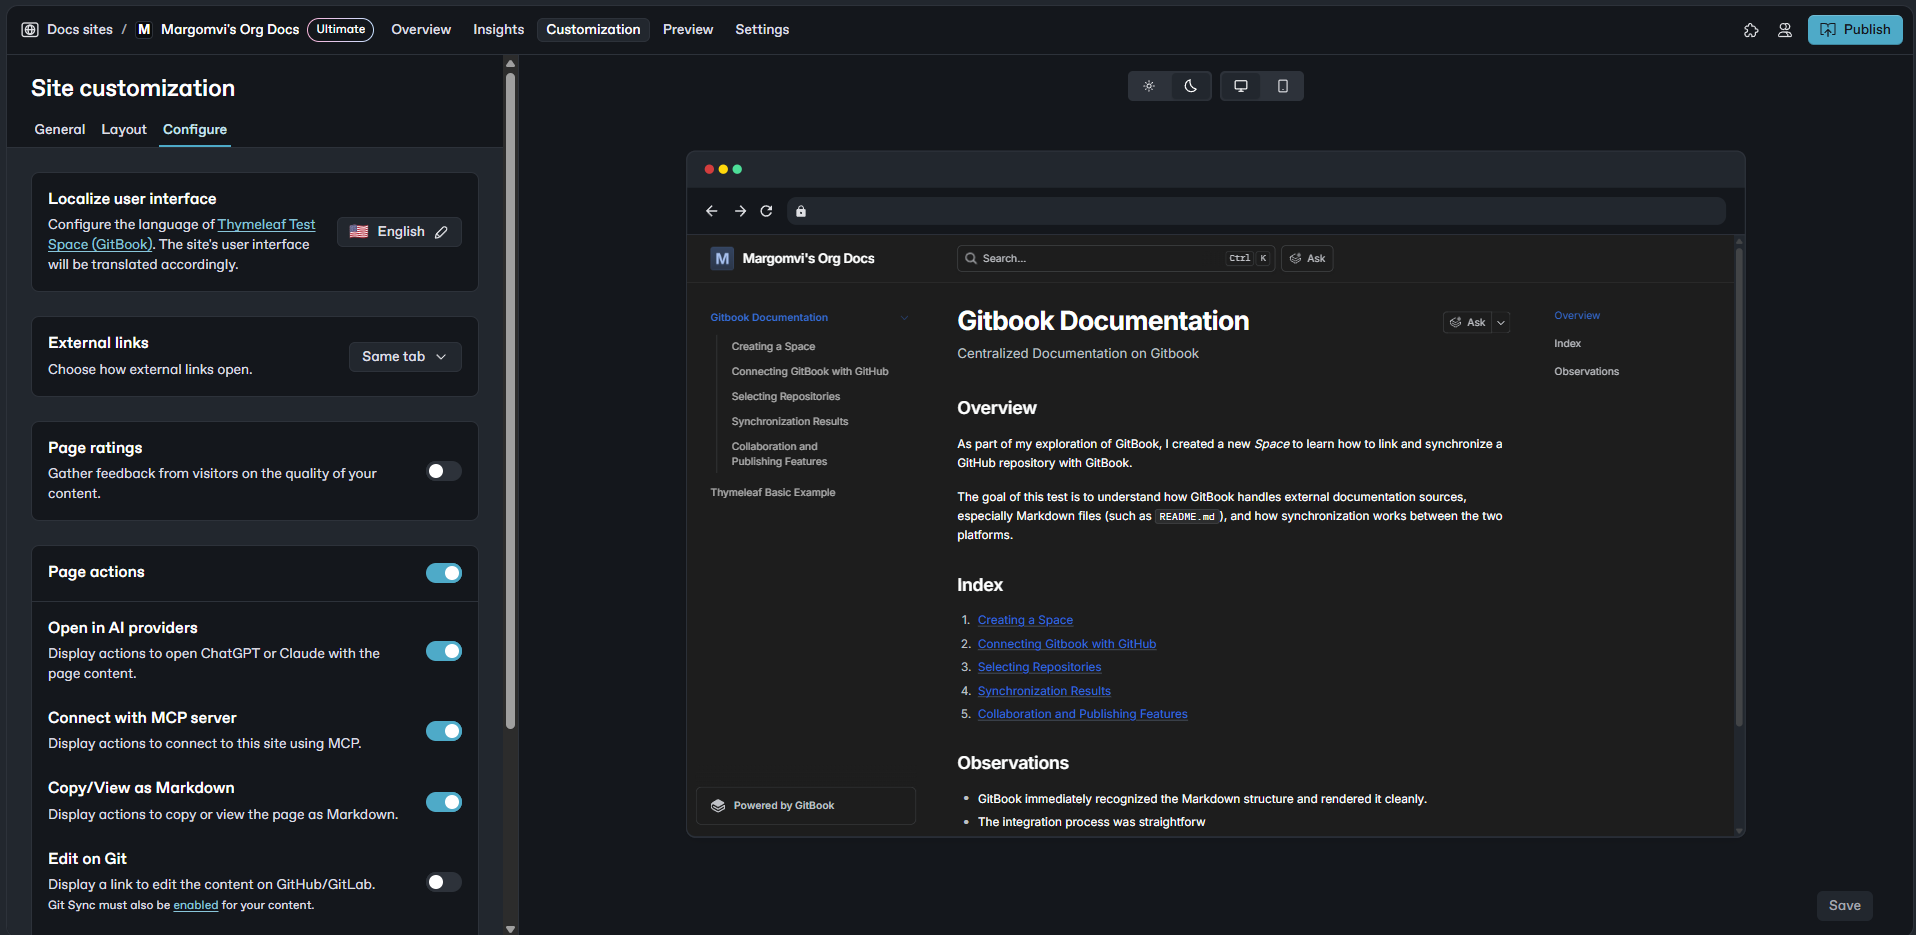 Docs sites / M Margomvi's Org Docs Ultimate Overview Insights Customization Preview Settings Publish
Site customization
General Layout Configure
Localize user interface
Configure the language of Thymeleaf Test
Space (GitBook). The site's user interface
will be translated accordingly.
English
External links
Choose how external links open.
Same tab
Page ratings
Gather feedback from visitors on the quality of your
content.
Page actions
Open in AI providers
Display actions to open ChatGPT or Claude with the
page content.
Connect with MCP server
Display actions to connect to this site using MCP.
Copy/View as Markdown
Display actions to copy or view the page as Markdown.
Edit on Git
Display a link to edit the content on GitHub/GitLab.
Git Sync must also be enabled for your content.
M Margomvi's Org Docs
Search... Ctrl K Ask
Gitbook Documentation
Creating a Space
Connecting GitBook with GitHub
Selecting Repositories
Synchronization Results
Collaboration and
Publishing Features
Thymeleaf Basic Example
Powered by GitBook
Gitbook Documentation
Ask
Centralized Documentation on Gitbook
Overview
As part of my exploration of GitBook, I created a new Space to learn how to link and synchronize a
GitHub repository with GitBook.
The goal of this test is to understand how GitBook handles external documentation sources,
especially Markdown files (such as README.md), and how synchronization works between the two
platforms.
Index
1. Creating a Space
2. Connecting Gitbook with GitHub
3. Selecting Repositories
4. Synchronization Results
5. Collaboration and Publishing Features
Observations
• GitBook immediately recognized the Markdown structure and rendered it cleanly.
• The integration process was straightforw
Overview
Index
Observations
Save